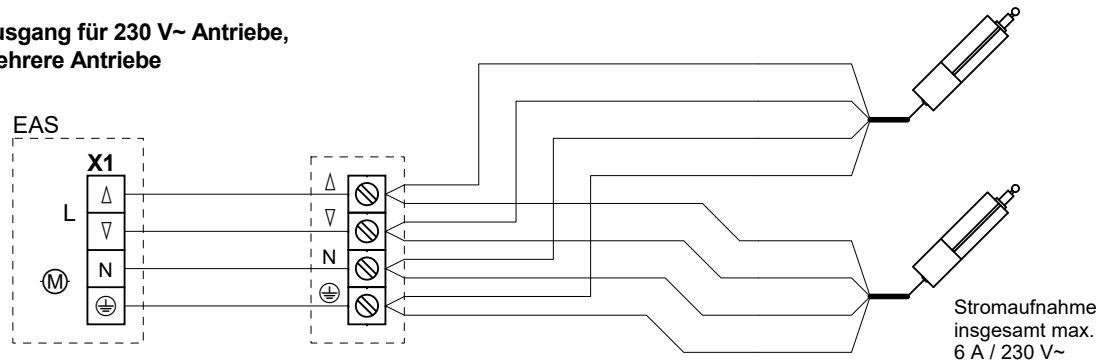 usgang für 230 V~ Antriebe,
ehrere Antriebe
EAS
X1
L
N
M
N
Stromaufnahme
insgesamt max.
6 A / 230 V~